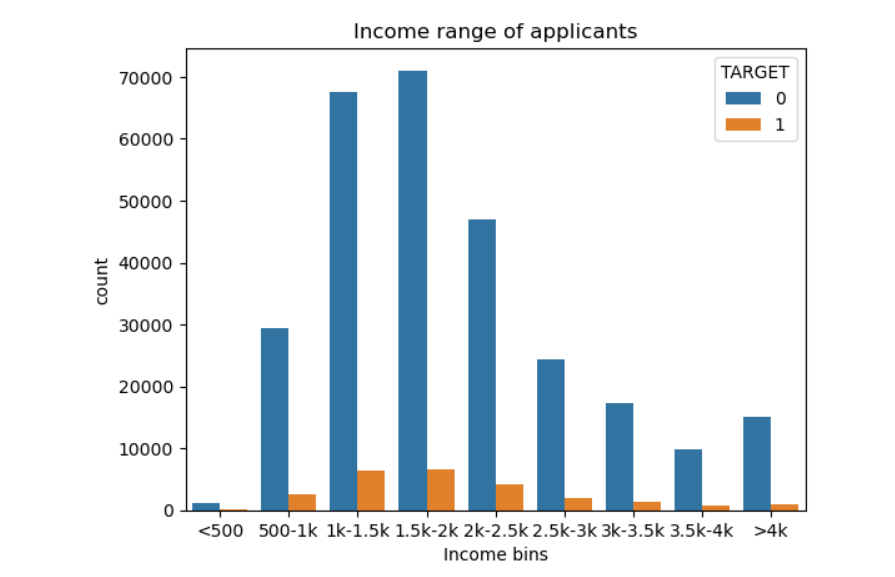 Income range of applicants
TARGET
0
1
70000
60000
50000
40000
30000
20000
10000
0
count
<500 500-1k 1k-1.5k 1.5k-2k 2k-2.5k 2.5k-3k 3k-3.5k 3.5k-4k >4k
Income bins